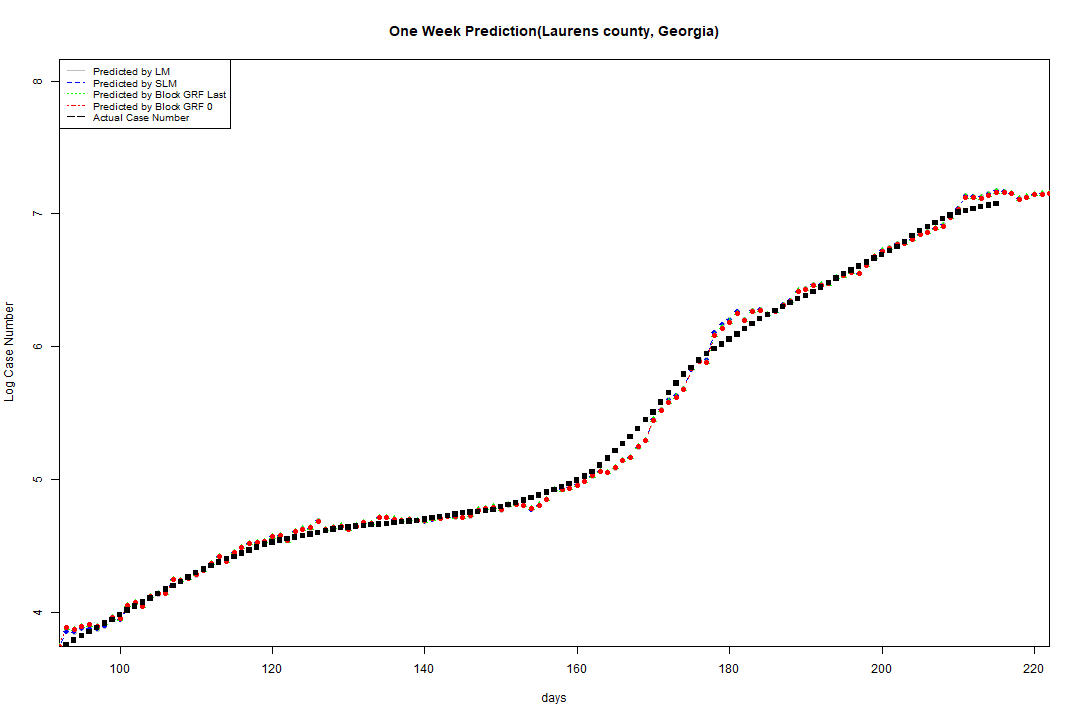 One Week Prediction(Laurens county, Georgia)
Predicted by LM
Predicted by SLM
Predicted by Block GRF Last
Predicted by Block GRF 0
Actual Case Number
8
7
6
5
4
Log Case Number
100 120 140 160 180 200 220
days